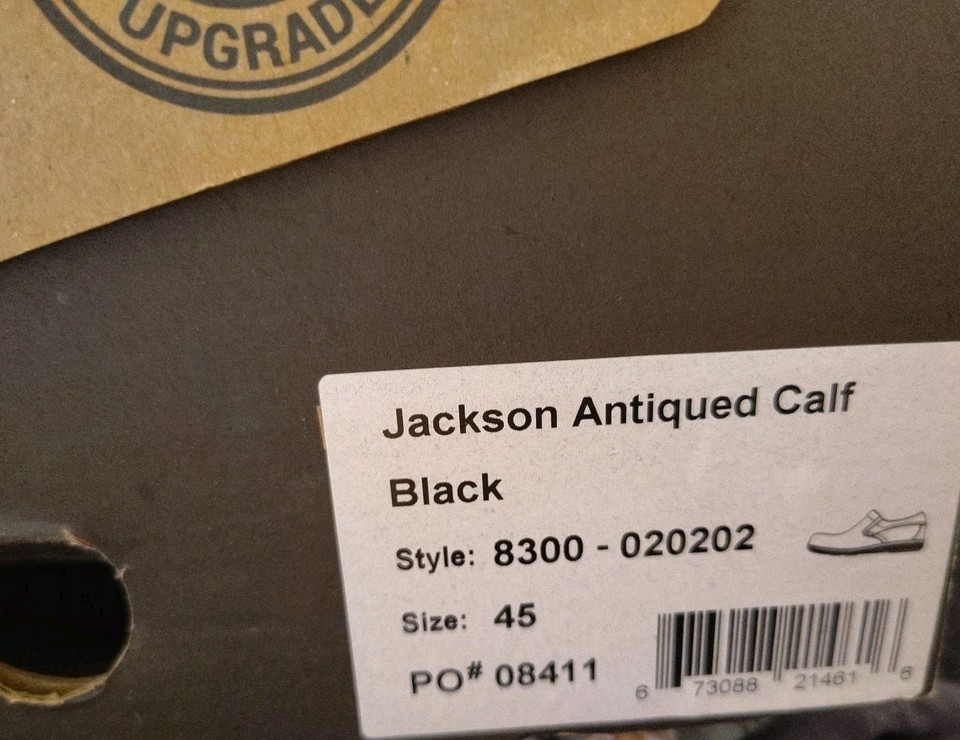 UPGRADE
Jackson Antiqued Calf
Black
Style: 8300 - 020202
Size: 45
PO# 08411
6 73088 21461 6